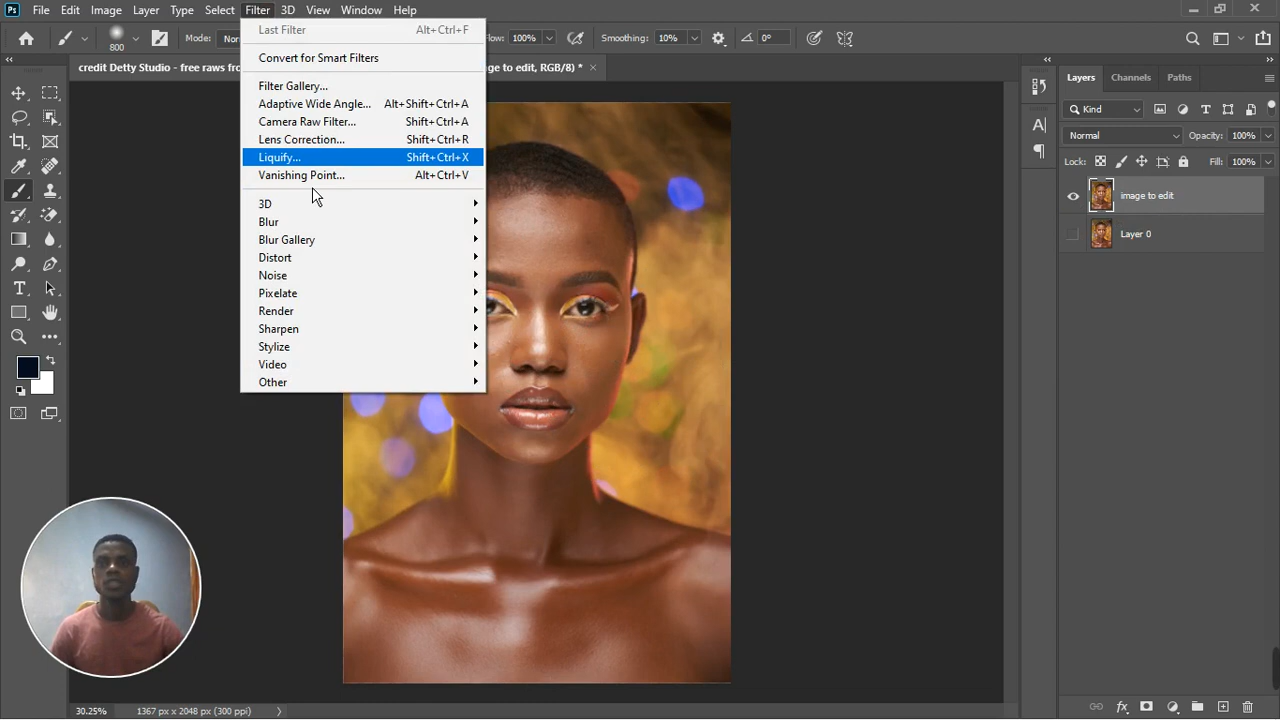 Ps File Edit Image Layer Type Select Filter 3D View Window Help
800 Mode: Flow: 100% Smoothing: 10% 0°
credit Detty Studio - free raws
ge to edit, RGB/8) * ×
Last Filter Alt+Ctrl+F
Convert for Smart Filters
Filter Gallery...
Adaptive Wide Angle... Alt+Shift+Ctrl+A
Camera Raw Filter... Shift+Ctrl+A
Lens Correction... Shift+Ctrl+R
Liquify... Shift+Ctrl+X
Vanishing Point... Alt+Ctrl+V
3D
Blur
Blur Gallery
Distort
Noise
Pixelate
Render
Sharpen
Stylize
Video
Other
Layers Channels Paths
Kind
Normal Opacity: 100%
Lock: Fill: 100%
image to edit
Layer 0
30.25% 1367 px x 2048 px (300 ppi)